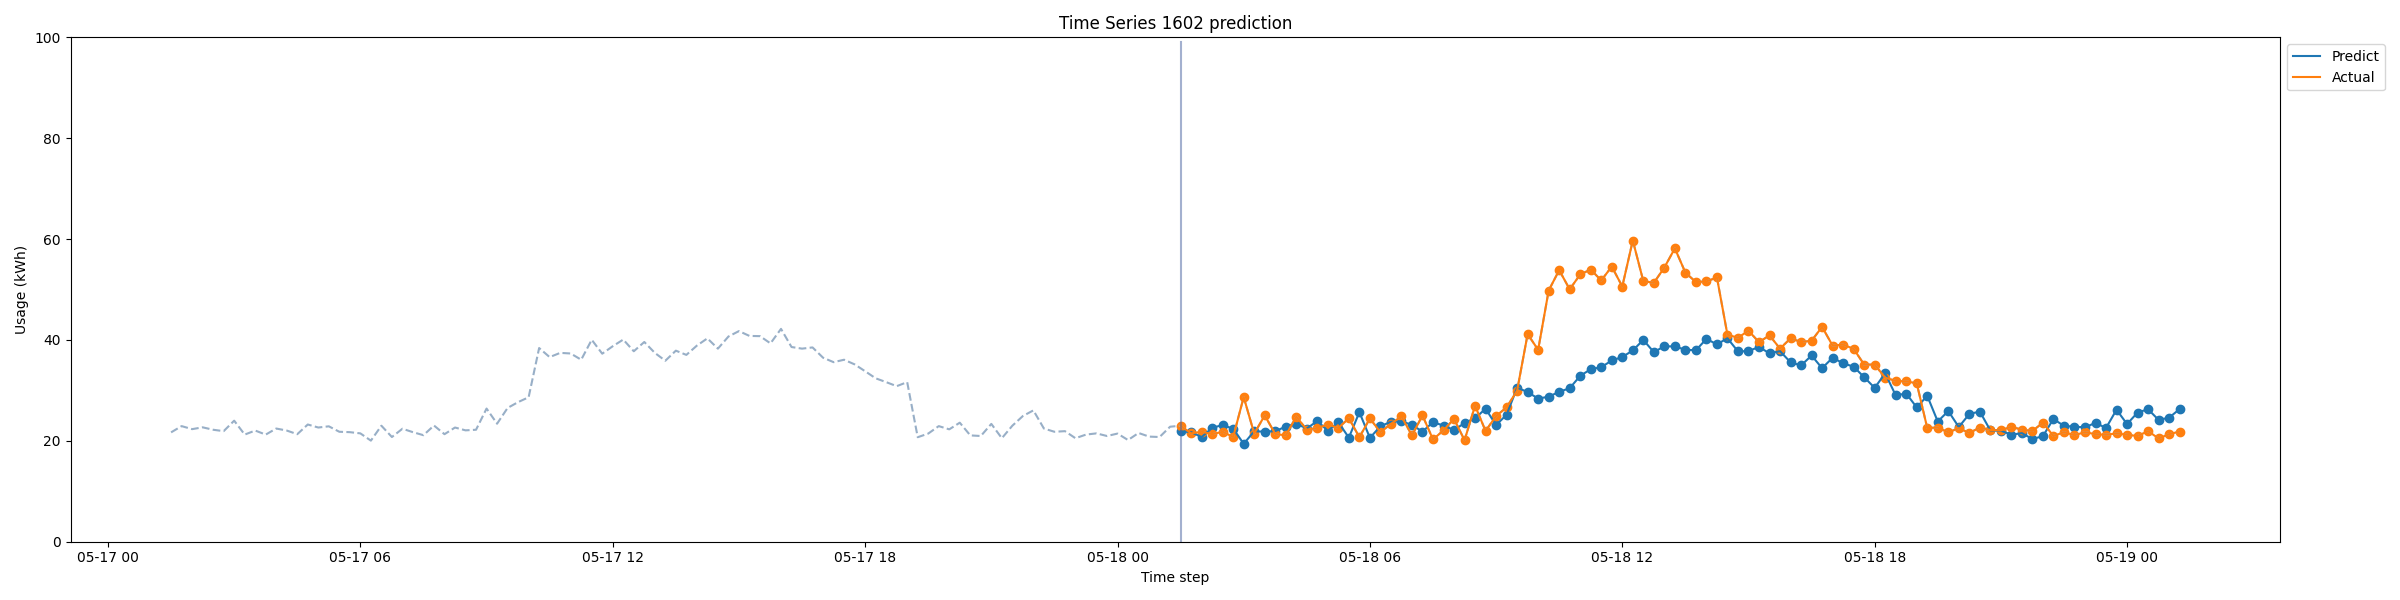 Time Series 1602 prediction
100
80
60
40
20
0
Usage (kWh)
Predict
Actual
05-17 00 05-17 06 05-17 12 05-17 18 05-18 00 05-18 06 05-18 12 05-18 18 05-19 00
Time step